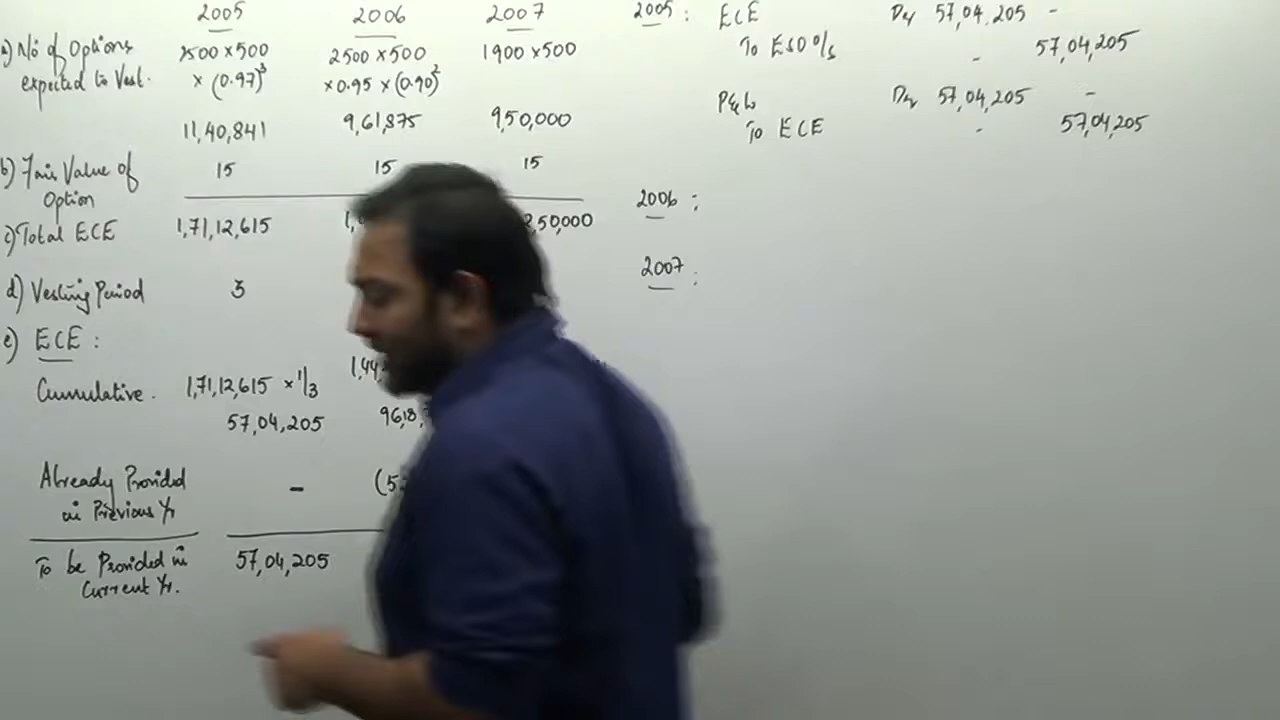 2005 2006 2007
a) No of Options 2500 × 500 2500 × 500 1900 × 500
expected to Vest. × (0.97)³ × 0.95 × (0.90)²
11,40,841 9,61,875 9,50,000
b) Fair Value of 15 15 15
Option
c) Total ECE 1,71,12,615 50,000
d) Vesting Period 3
e) ECE :
Cumulative. 1,71,12,615 × 1/3 1,44
57,04,205 96,18,
Already Provided - (5
in Previous Yr
To be Provided in 57,04,205
Current Yr.
2005 : ECE Dr 57,04,205 -
To ESOO/s - 57,04,205
P&L Dr 57,04,205 -
To ECE - 57,04,205
2006 :
2007 :